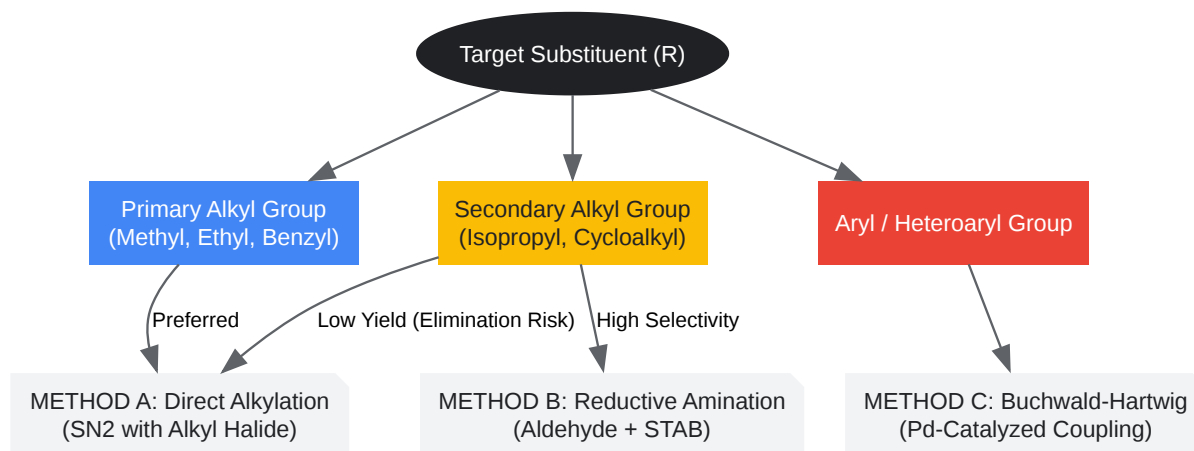 Target Substituent (R)
Primary Alkyl Group
(Methyl, Ethyl, Benzyl)
Secondary Alkyl Group
(Isopropyl, Cycloalkyl)
Aryl / Heteroaryl Group
Preferred
Low Yield (Elimination Risk)
High Selectivity
METHOD A: Direct Alkylation
(SN2 with Alkyl Halide)
METHOD B: Reductive Amination
(Aldehyde + STAB)
METHOD C: Buchwald-Hartwig
(Pd-Catalyzed Coupling)